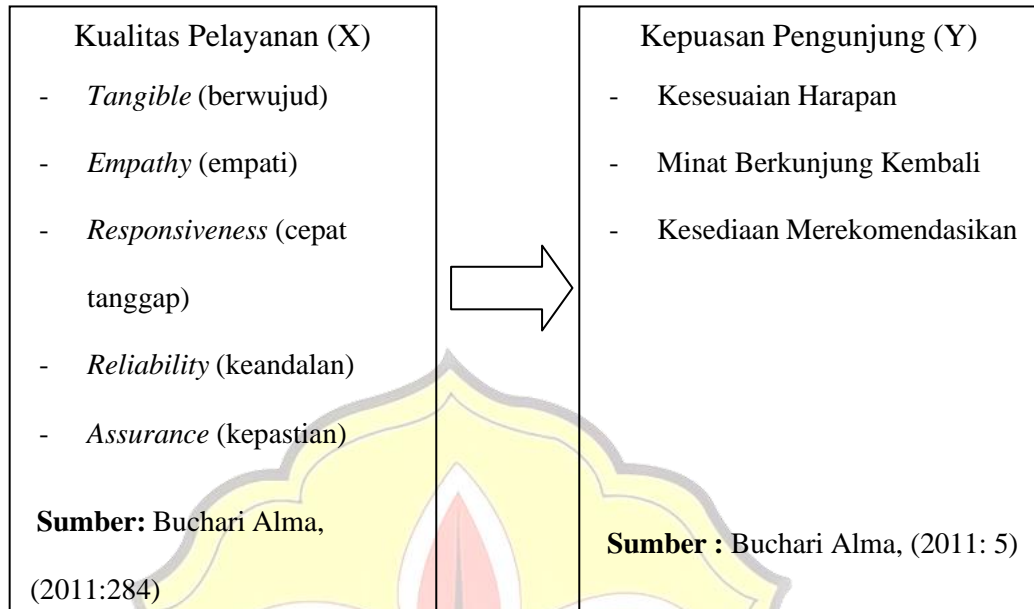 Kualitas Pelayanan (X)
- Tangible (berwujud)
- Empathy (empati)
- Responsiveness (cepat
tanggap)
- Reliability (keandalan)
- Assurance (kepastian)
Sumber: Buchari Alma,
(2011:284)
Kepuasan Pengunjung (Y)
- Kesesuaian Harapan
- Minat Berkunjung Kembali
- Kesediaan Merekomendasikan
Sumber : Buchari Alma, (2011: 5)